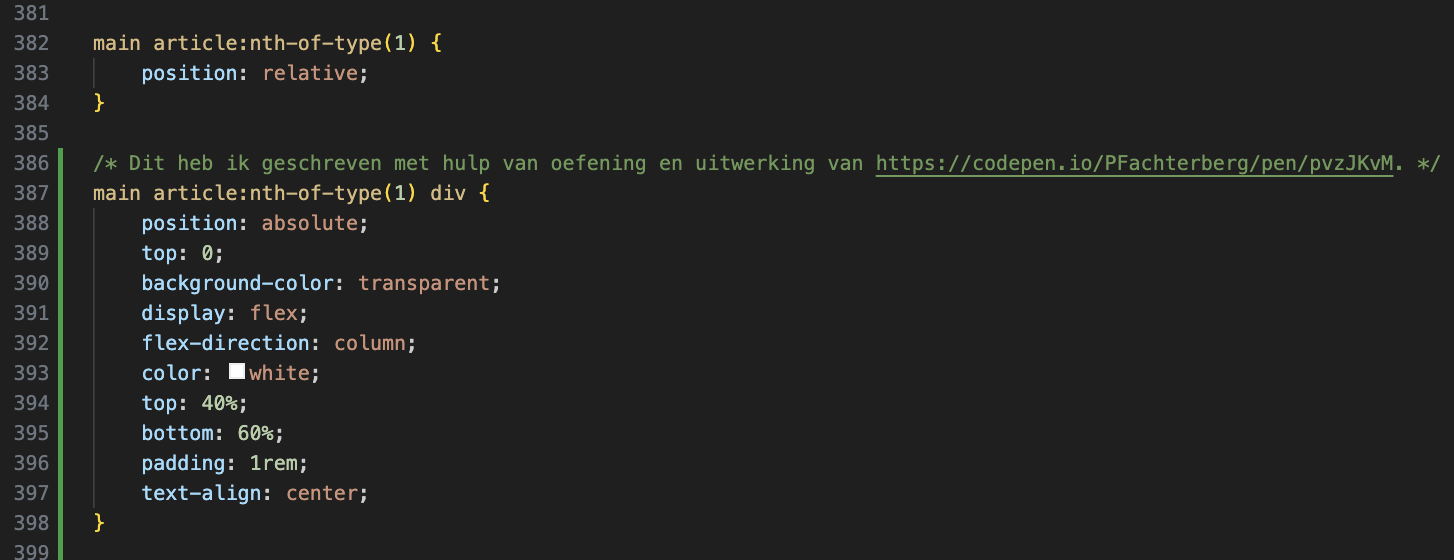 381
382 main article:nth-of-type(1) {
383 position: relative;
384 }
385
386 /* Dit heb ik geschreven met hulp van oefening en uitwerking van https://codepen.io/PFachterberg/pen/pvzJKvM. */
387 main article:nth-of-type(1) div {
388 position: absolute;
389 top: 0;
390 background-color: transparent;
391 display: flex;
392 flex-direction: column;
393 color: white;
394 top: 40%;
395 bottom: 60%;
396 padding: 1rem;
397 text-align: center;
398 }
399